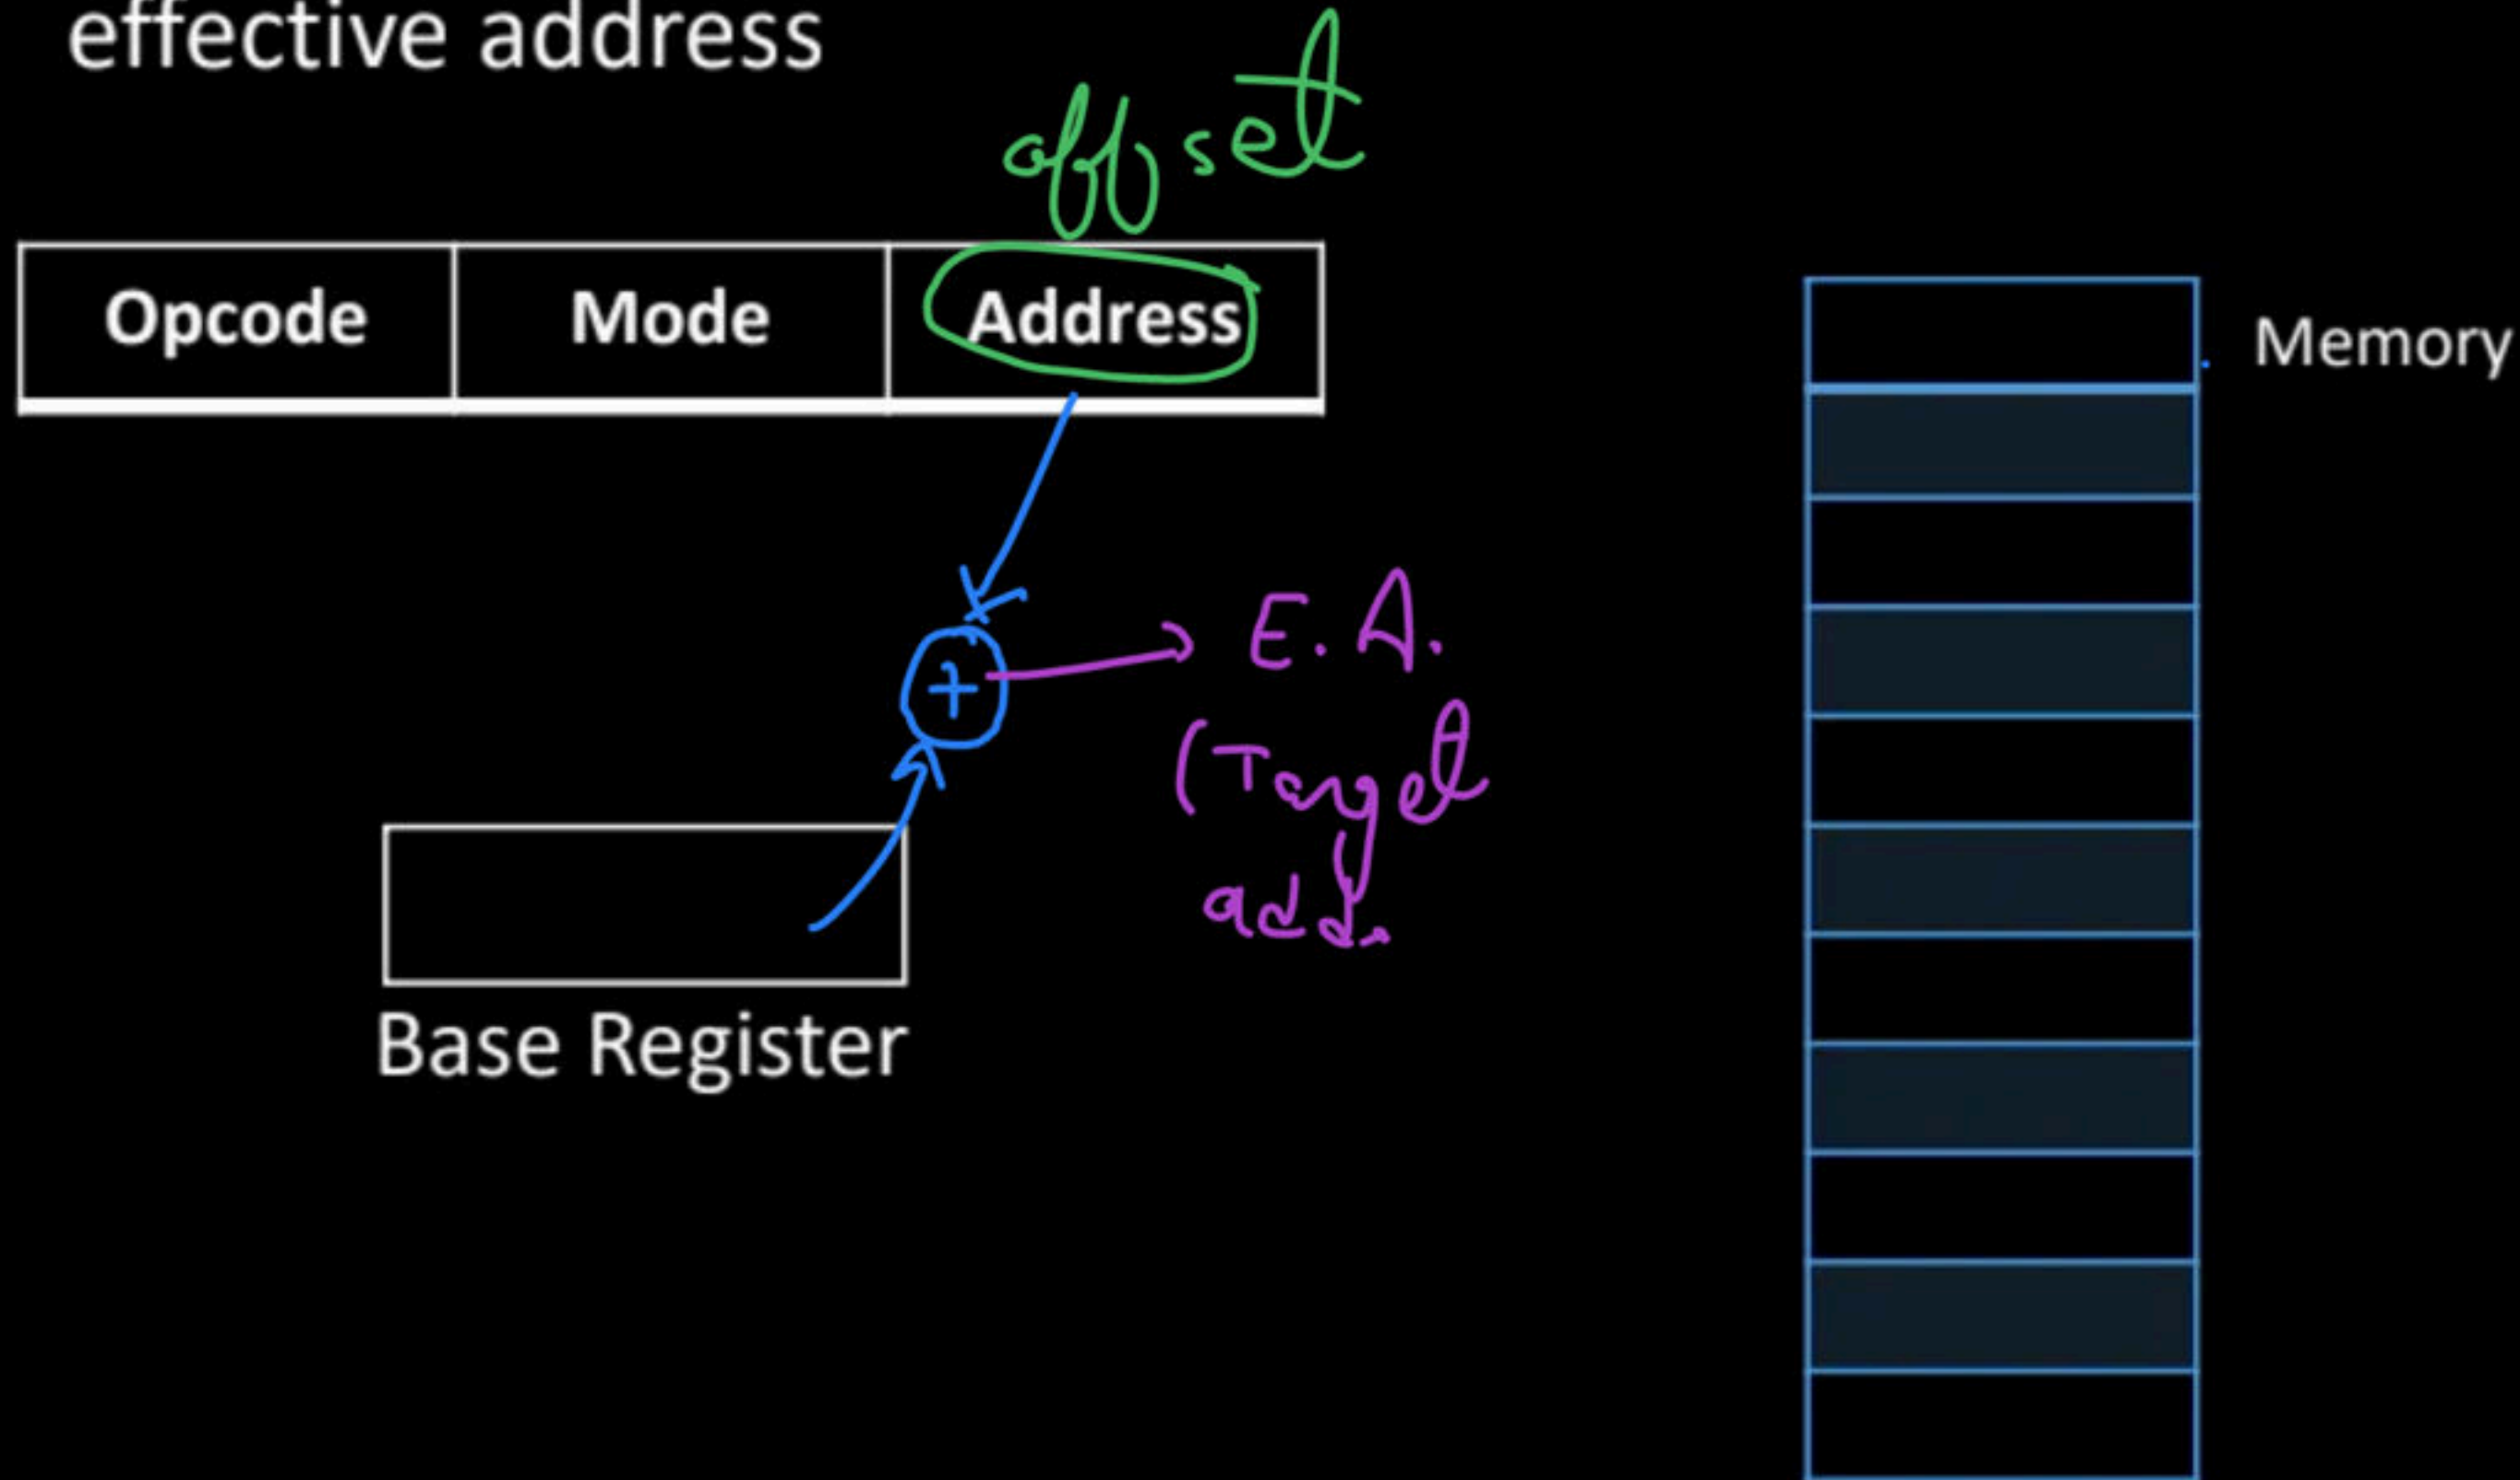 effective address
offset
Opcode Mode Address
Memory
+
E.A.
(Target
add.
Base Register